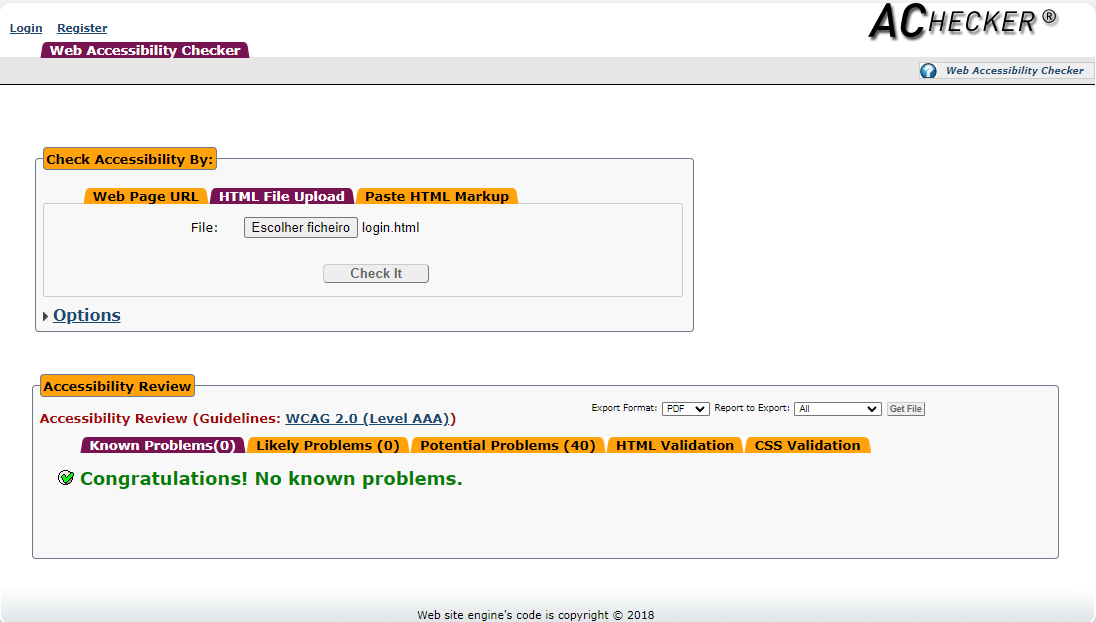 Login Register
ACHECKER ®
Web Accessibility Checker
Web Accessibility Checker
Check Accessibility By:
Web Page URL HTML File Upload Paste HTML Markup
File: Escolher ficheiro login.html
Check It
Options
Accessibility Review
Export Format: PDF Report to Export: All Get File
Accessibility Review (Guidelines: WCAG 2.0 (Level AAA))
Known Problems(0) Likely Problems (0) Potential Problems (40) HTML Validation CSS Validation
Congratulations! No known problems.
Web site engine's code is copyright © 2018